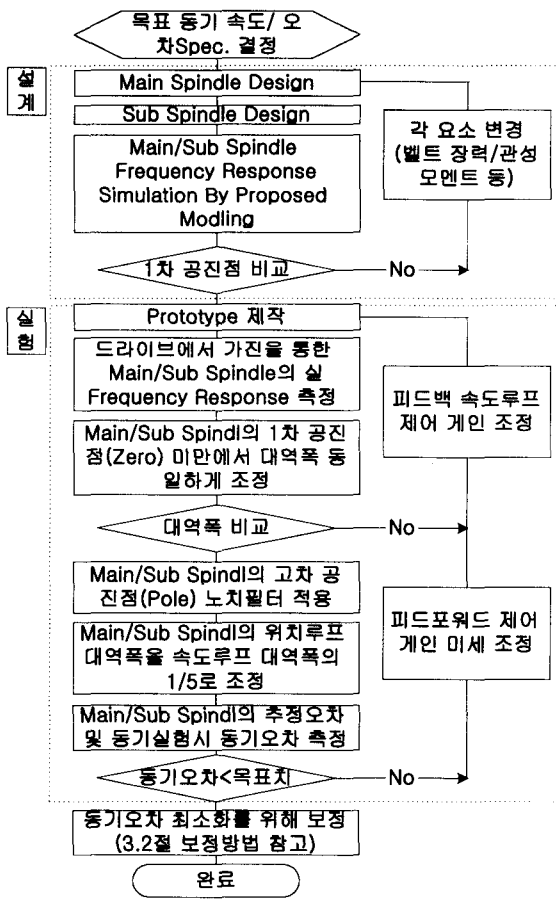 목표 동기 속도/ 오
차Spec. 결정
설
계
Main Spindle Design
Sub Spindle Design
Main/Sub Spindle
Frequency Response
Simulation By Proposed
Modling
각 요소 변경
(벨트 장력/관성
모멘트 등)
1차 공진점 비교
No
실
험
Prototype 제작
드라이브에서 가진을 통한
Main/Sub Spindle의 실
Frequency Response 측정
피드백 속도루프
제어 게인 조정
Main/Sub Spindl의 1차 공진
점(Zero) 미만에서 대역폭 동
일하게 조정
대역폭 비교
No
Main/Sub Spindl의 고차 공
진점(Pole) 노치필터 적용
피드포워드 제어
게인 미세 조정
Main/Sub Spindl의 위치루프
대역폭을 속도루프 대역폭의
1/5로 조정
Main/Sub Spindl의 추정오차
및 동기실험시 동기오차 측정
동기오차<목표치
No
동기오차 최소화를 위해 보정
(3.2절 보정방법 참고)
완료